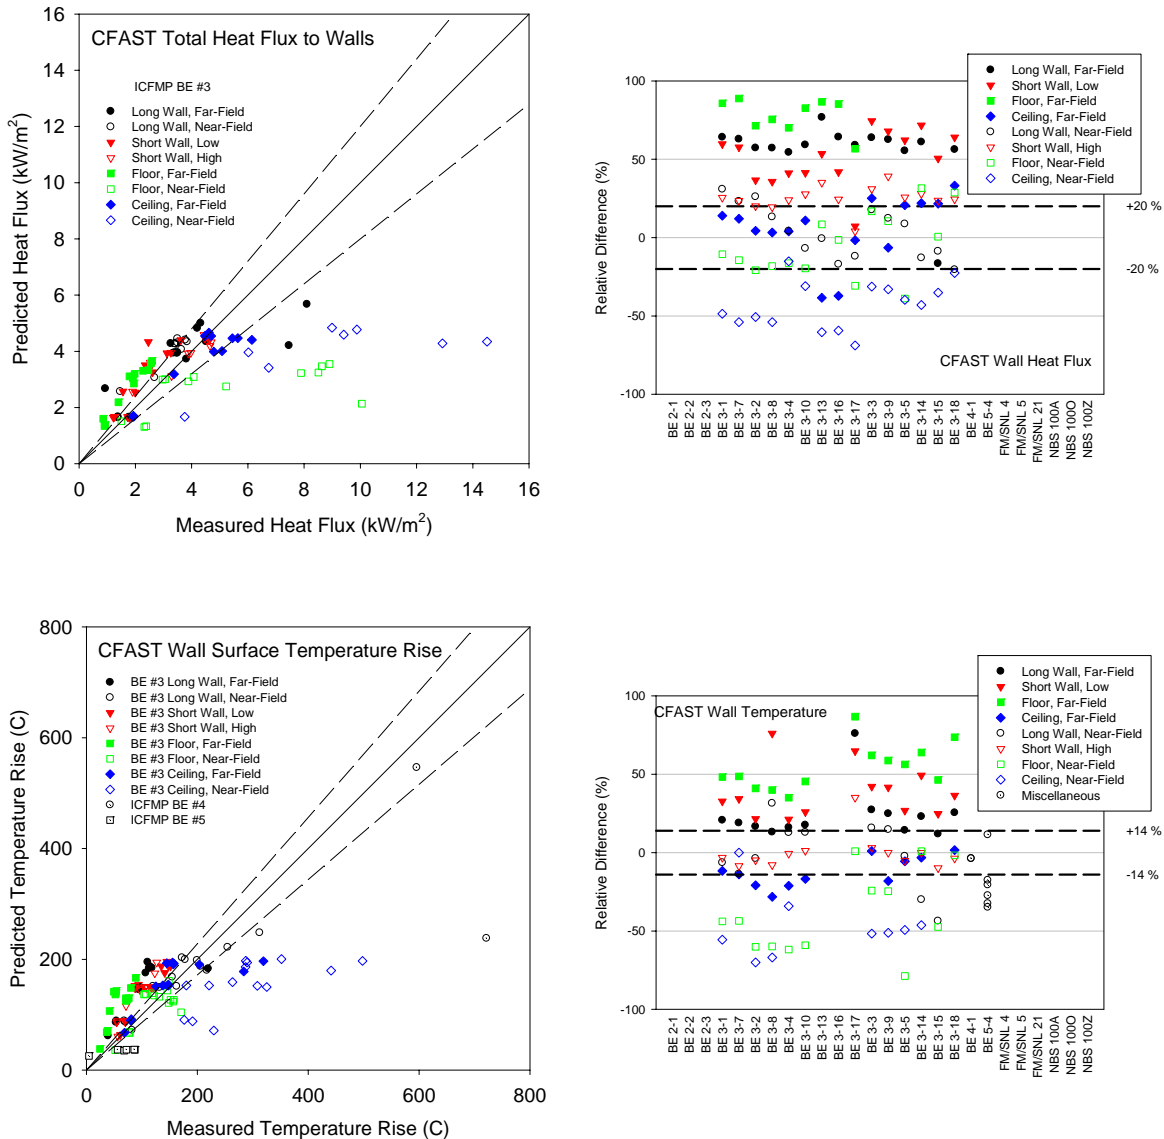 CFAST Total Heat Flux to Walls
ICFMP BE #3
Long Wall, Far-Field
Long Wall, Near-Field
Short Wall, Low
Short Wall, High
Floor, Far-Field
Floor, Near-Field
Ceiling, Far-Field
Ceiling, Near-Field
Predicted Heat Flux (kW/m²)
16
14
12
10
8
6
4
2
0
0 2 4 6 8 10 12 14 16
Measured Heat Flux (kW/m²)
Long Wall, Far-Field
Short Wall, Low
Floor, Far-Field
Ceiling, Far-Field
Long Wall, Near-Field
Short Wall, High
Floor, Near-Field
Ceiling, Near-Field
Relative Difference (%)
100
50
0
-50
-100
+20 %
-20 %
CFAST Wall Heat Flux
BE 2-1
BE 2-2
BE 2-3
BE 3-1
BE 3-7
BE 3-2
BE 3-8
BE 3-4
BE 3-10
BE 3-13
BE 3-16
BE 3-17
BE 3-3
BE 3-9
BE 3-5
BE 3-14
BE 3-15
BE 3-18
BE 4-1
BE 5-4
FM/SNL 4
FM/SNL 5
FM/SNL 21
NBS 100A
NBS 100O
NBS 100Z
CFAST Wall Surface Temperature Rise
BE #3 Long Wall, Far-Field
BE #3 Long Wall, Near-Field
BE #3 Short Wall, Low
BE #3 Short Wall, High
BE #3 Floor, Far-Field
BE #3 Floor, Near-Field
BE #3 Ceiling, Far-Field
BE #3 Ceiling, Near-Field
ICFMP BE #4
ICFMP BE #5
Predicted Temperature Rise (C)
800
600
400
200
0
0 200 400 600 800
Measured Temperature Rise (C)
Long Wall, Far-Field
Short Wall, Low
Floor, Far-Field
Ceiling, Far-Field
Long Wall, Near-Field
Short Wall, High
Floor, Near-Field
Ceiling, Near-Field
Miscellaneous
CFAST Wall Temperature
Relative Difference (%)
100
50
0
-50
-100
+14 %
-14 %
BE 2-1
BE 2-2
BE 2-3
BE 3-1
BE 3-7
BE 3-2
BE 3-8
BE 3-4
BE 3-10
BE 3-13
BE 3-16
BE 3-17
BE 3-3
BE 3-9
BE 3-5
BE 3-14
BE 3-15
BE 3-18
BE 4-1
BE 5-4
FM/SNL 4
FM/SNL 5
FM/SNL 21
NBS 100A
NBS 100O
NBS 100Z